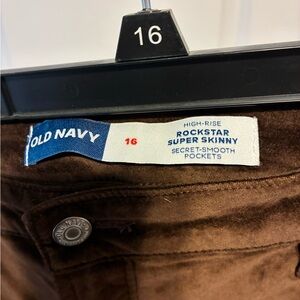 16
OLD NAVY
16
HIGH-RISE
ROCKSTAR
SUPER SKINNY
SECRET-SMOOTH
POCKETS